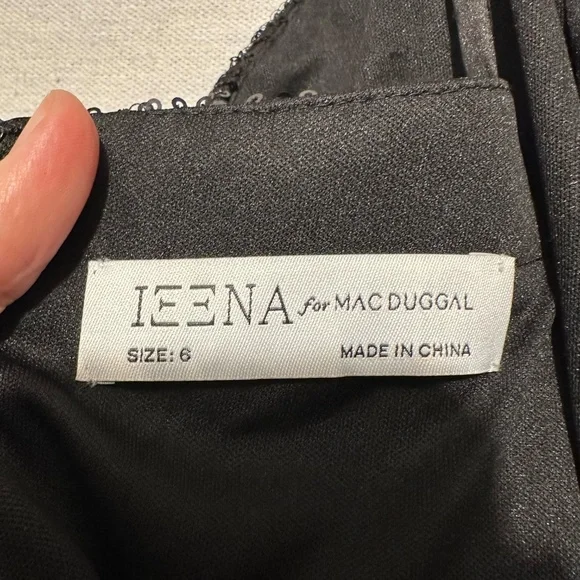 IEENA for MAC DUGGAL
SIZE: 6 MADE IN CHINA